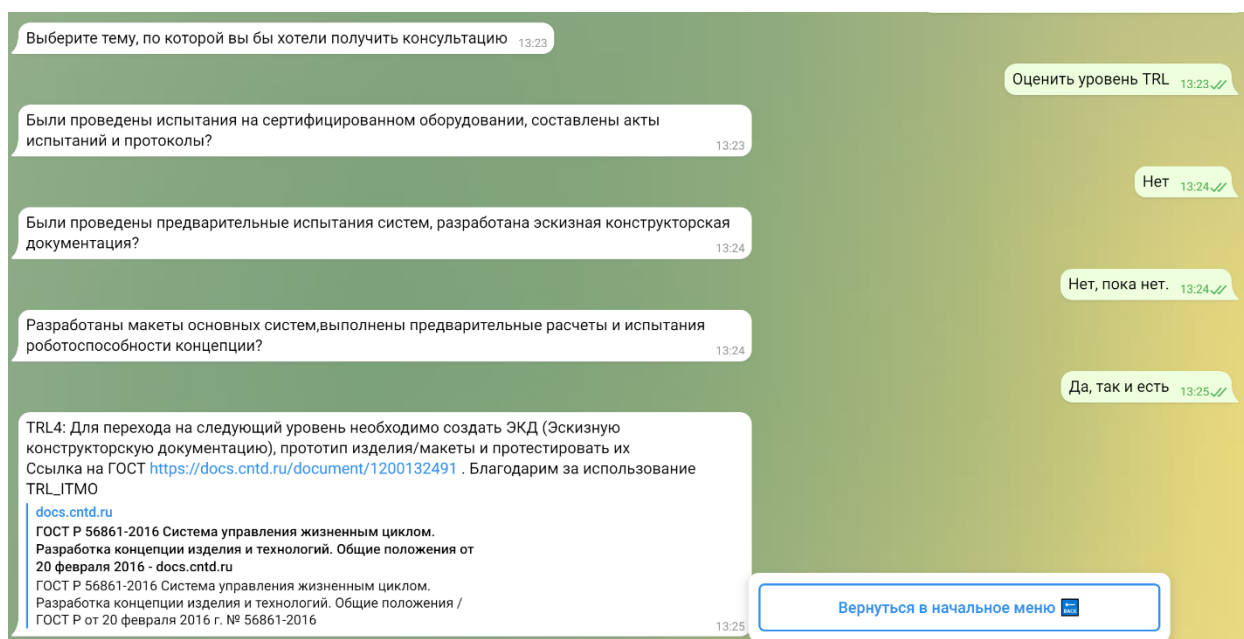 Выберите тему, по которой вы бы хотели получить консультацию 13:23
Оценить уровень TRL 13:23
Были проведены испытания на сертифицированном оборудовании, составлены акты
испытаний и протоколы? 13:23
Нет 13:24
Были проведены предварительные испытания систем, разработана эскизная конструкторская
документация? 13:24
Нет, пока нет. 13:24
Разработаны макеты основных систем,выполнены предварительные расчеты и испытания
роботоспособности концепции? 13:24
Да, так и есть 13:25
TRL4: Для перехода на следующий уровень необходимо создать ЭКД (Эскизную
конструкторскую документацию), прототип изделия/макеты и протестировать их
Ссылка на ГОСТ https://docs.cntd.ru/document/1200132491 . Благодарим за использование
TRL_ITMO
docs.cntd.ru
ГОСТ Р 56861-2016 Система управления жизненным циклом.
Разработка концепции изделия и технологий. Общие положения от
20 февраля 2016 - docs.cntd.ru
ГОСТ Р 56861-2016 Система управления жизненным циклом.
Разработка концепции изделия и технологий. Общие положения /
ГОСТ Р от 20 февраля 2016 г. № 56861-2016 13:25
Вернуться в начальное меню BACK